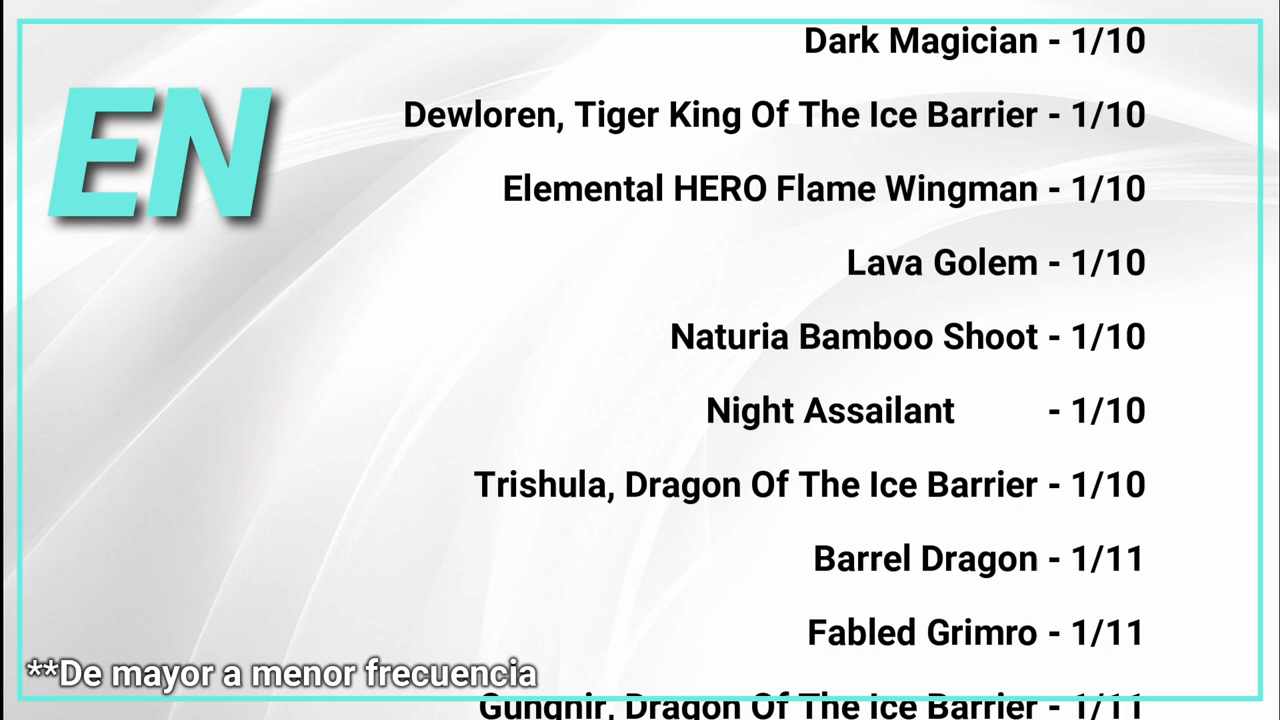 EN
Dark Magician - 1/10
Dewloren, Tiger King Of The Ice Barrier - 1/10
Elemental HERO Flame Wingman - 1/10
Lava Golem - 1/10
Naturia Bamboo Shoot - 1/10
Night Assailant - 1/10
Trishula, Dragon Of The Ice Barrier - 1/10
Barrel Dragon - 1/11
Fabled Grimro - 1/11
Gungnir, Dragon Of The Ice Barrier - 1/11
**De mayor a menor frecuencia